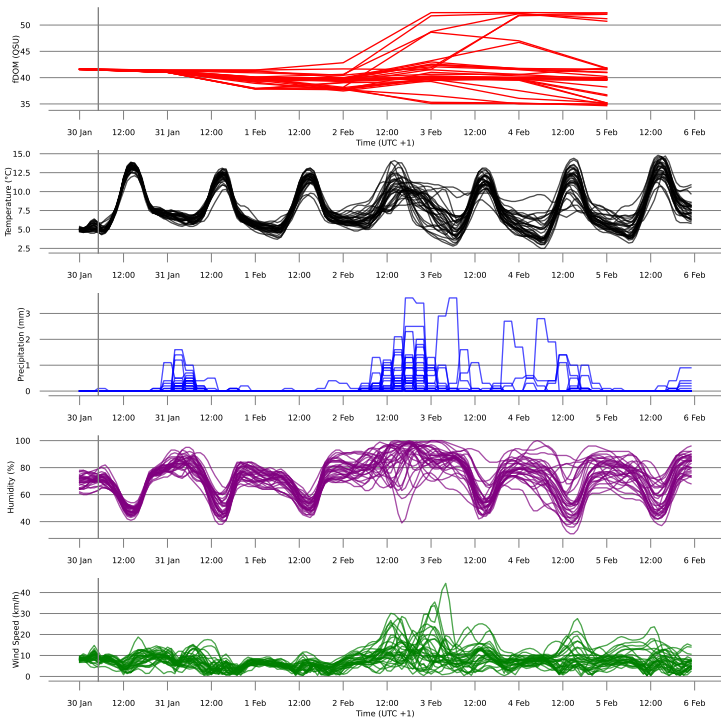 fDOM (QSU)
50
45
40
35
30 Jan 12:00 31 Jan 12:00 1 Feb 12:00 2 Feb 12:00 3 Feb 12:00 4 Feb 12:00 5 Feb 12:00 6 Feb
Time (UTC +1)
Temperature (°C)
15.0
12.5
10.0
7.5
5.0
2.5
30 Jan 12:00 31 Jan 12:00 1 Feb 12:00 2 Feb 12:00 3 Feb 12:00 4 Feb 12:00 5 Feb 12:00 6 Feb
Precipitation (mm)
3
2
1
0
30 Jan 12:00 31 Jan 12:00 1 Feb 12:00 2 Feb 12:00 3 Feb 12:00 4 Feb 12:00 5 Feb 12:00 6 Feb
Humidity (%)
100
80
60
40
30 Jan 12:00 31 Jan 12:00 1 Feb 12:00 2 Feb 12:00 3 Feb 12:00 4 Feb 12:00 5 Feb 12:00 6 Feb
Wind Speed (km/h)
40
30
20
10
0
30 Jan 12:00 31 Jan 12:00 1 Feb 12:00 2 Feb 12:00 3 Feb 12:00 4 Feb 12:00 5 Feb 12:00 6 Feb
Time (UTC +1)